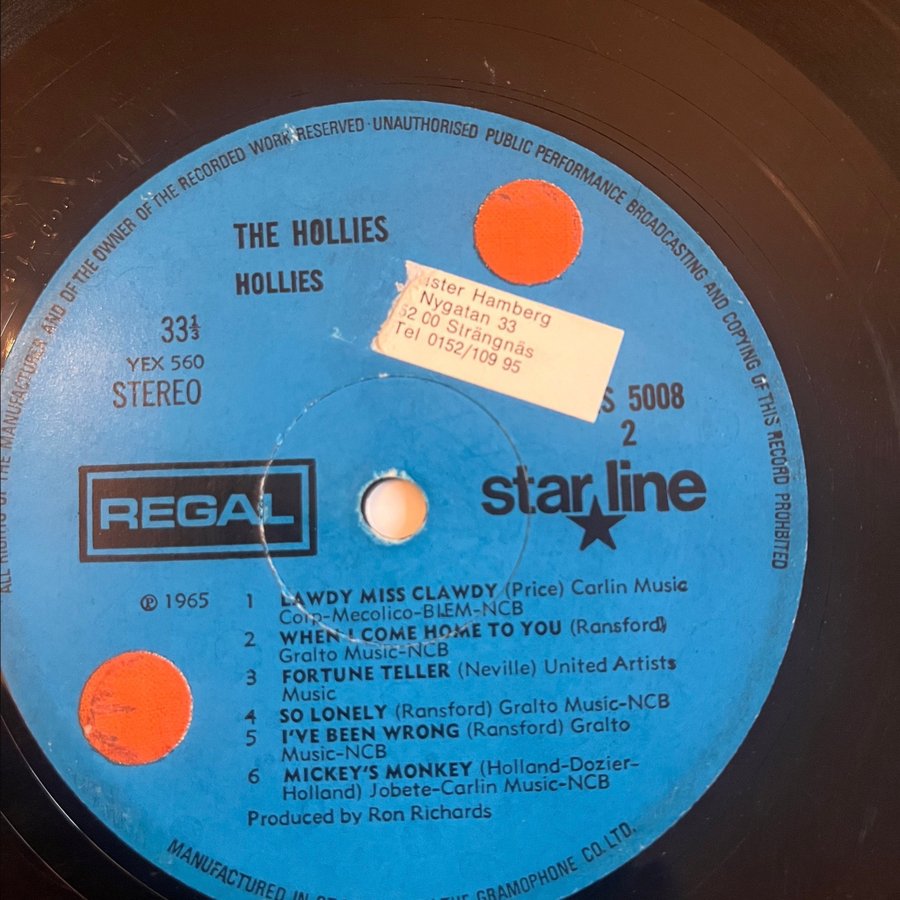 ALL RIGHTS OF THE MANUFACTURER AND OF THE OWNER OF THE RECORDED WORK RESERVED · UNAUTHORISED PUBLIC PERFORMANCE BROADCASTING AND COPYING OF THIS RECORD PROHIBITED
THE HOLLIES
HOLLIES
Hamberg
Nygatan 33
00 Strängnäs
Tel 0152/109 95
33⅓
YEX 560
STEREO
S 5008
2
REGAL
star line
℗ 1965
1 LAWDY MISS CLAWDY (Price) Carlin Music
Corp-Mecolico-BIEM-NCB
2 WHEN I COME HOME TO YOU (Ransford)
Gralto Music-NCB
3 FORTUNE TELLER (Neville) United Artists
Music
4 SO LONELY (Ransford) Gralto Music-NCB
5 I'VE BEEN WRONG (Ransford) Gralto
Music-NCB
6 MICKEY'S MONKEY (Holland-Dozier-
Holland) Jobete-Carlin Music-NCB
Produced by Ron Richards
MANUFACTURED IN THE GRAMOPHONE CO. LTD.